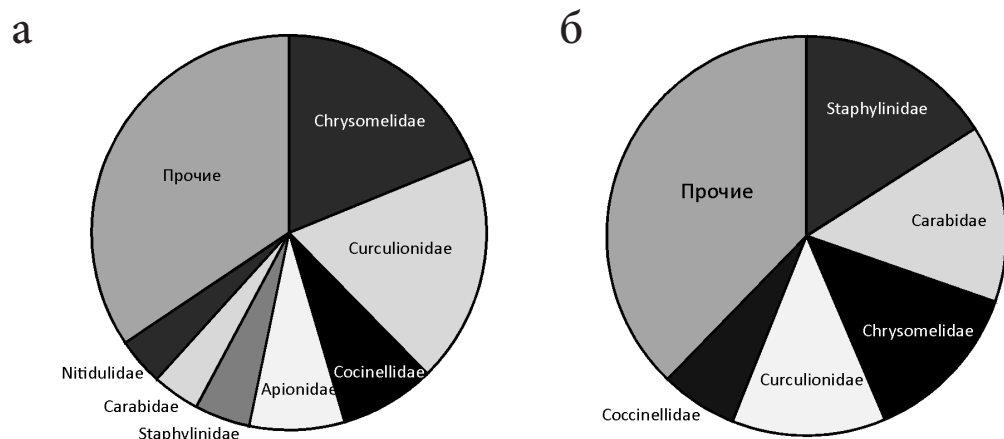 а
Chrysomelidae
Curculionidae
Cocinellidae
Apionidae
Staphylinidae
Carabidae
Nitidulidae
Прочие
б
Staphylinidae
Carabidae
Chrysomelidae
Curculionidae
Coccinellidae
Прочие